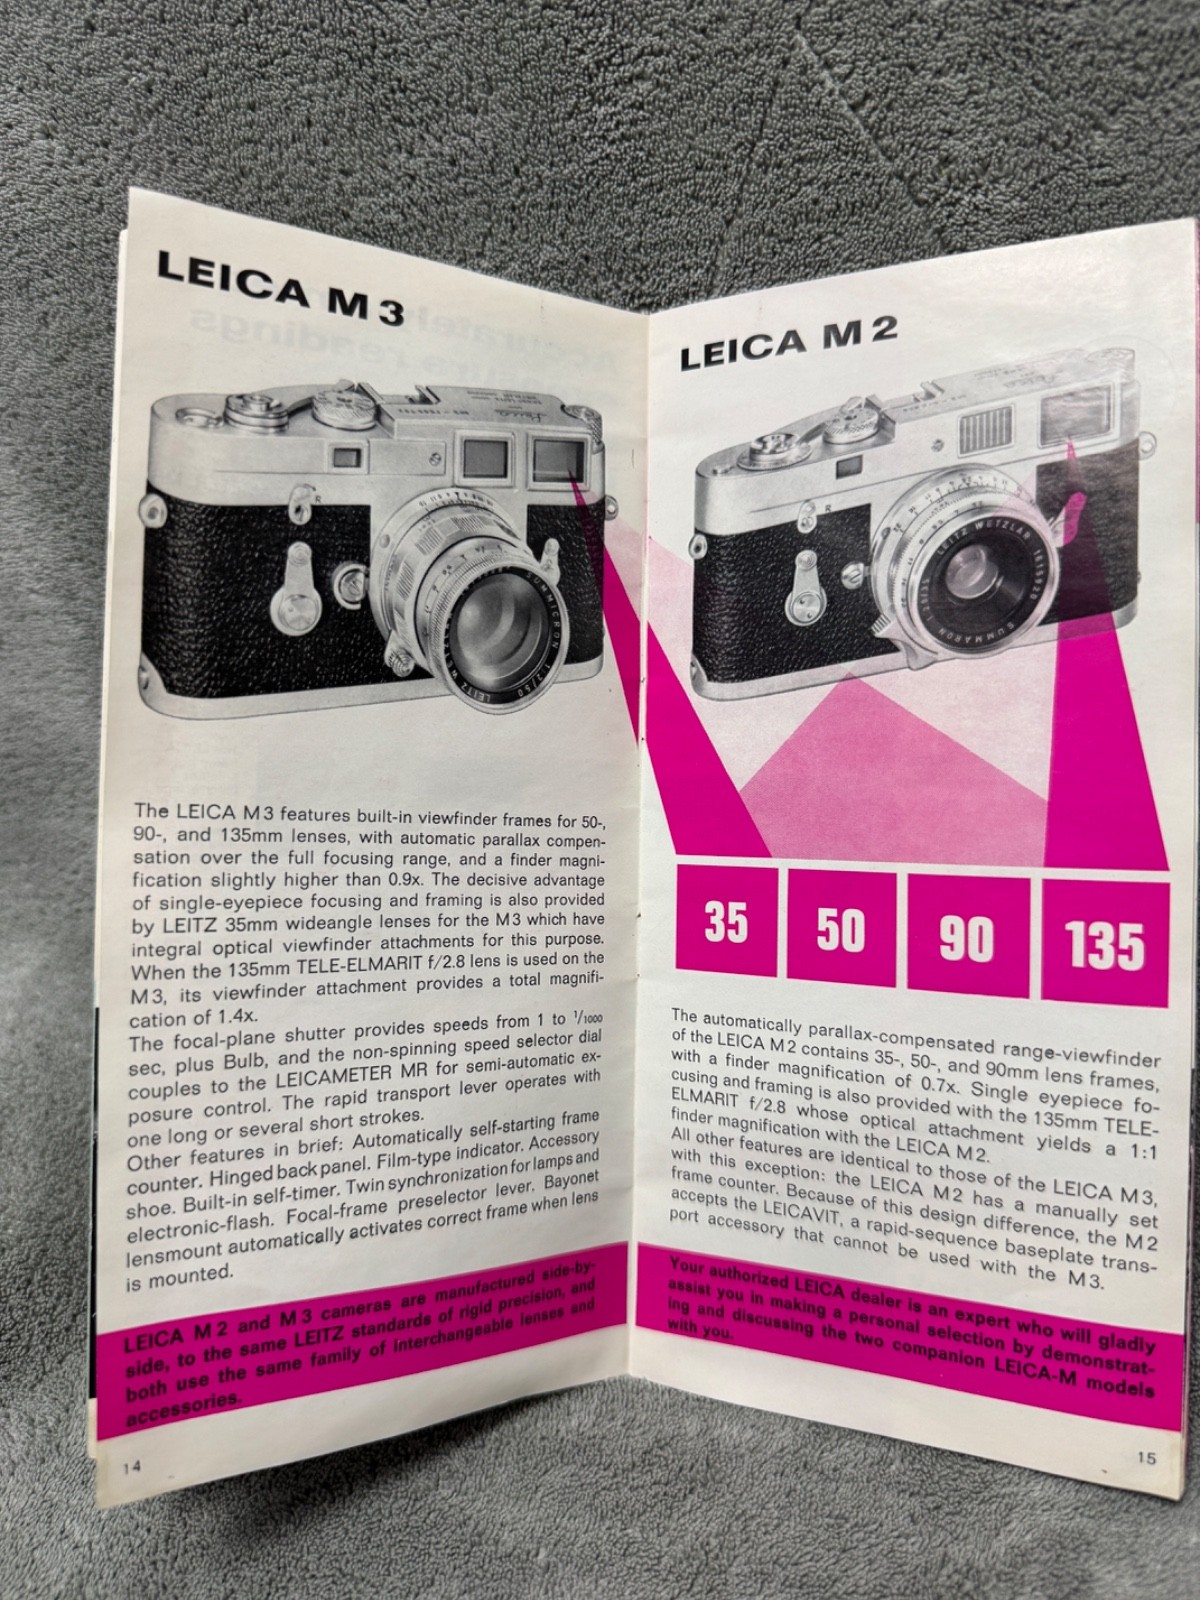 LEICA M3
R
SUMMICRON 1:2/50
LEITZ
The LEICA M3 features built-in viewfinder frames for 50-,
90-, and 135mm lenses, with automatic parallax compen-
sation over the full focusing range, and a finder magni-
fication slightly higher than 0.9x. The decisive advantage
of single-eyepiece focusing and framing is also provided
by LEITZ 35mm wideangle lenses for the M3 which have
integral optical viewfinder attachments for this purpose.
When the 135mm TELE-ELMARIT f/2.8 lens is used on the
M3, its viewfinder attachment provides a total magnifi-
cation of 1.4x.
The focal-plane shutter provides speeds from 1 to 1/1000
sec, plus Bulb, and the non-spinning speed selector dial
couples to the LEICAMETER MR for semi-automatic ex-
posure control. The rapid transport lever operates with
one long or several short strokes.
Other features in brief: Automatically self-starting frame
counter. Hinged back panel. Film-type indicator. Accessory
shoe. Built-in self-timer. Twin synchronization for lamps and
electronic-flash. Focal-frame preselector lever. Bayonet
lensmount automatically activates correct frame when lens
is mounted.
LEICA M2 and M3 cameras are manufactured side-by-
side, to the same LEITZ standards of rigid precision, and
both use the same family of interchangeable lenses and
accessories.
14
LEICA M2
Leica
R
LEITZ WETZLAR
SUMMARON
35
50
90
135
The automatically parallax-compensated range-viewfinder
of the LEICA M2 contains 35-, 50-, and 90mm lens frames,
with a finder magnification of 0.7x. Single eyepiece fo-
cusing and framing is also provided with the 135mm TELE-
ELMARIT f/2.8 whose optical attachment yields a 1:1
finder magnification with the LEICA M2.
All other features are identical to those of the LEICA M3,
with this exception: the LEICA M2 has a manually set
frame counter. Because of this design difference, the M2
accepts the LEICAVIT, a rapid-sequence baseplate trans-
port accessory that cannot be used with the M3.
Your authorized LEICA dealer is an expert who will gladly
assist you in making a personal selection by demonstrat-
ing and discussing the two companion LEICA-M models
with you.
15